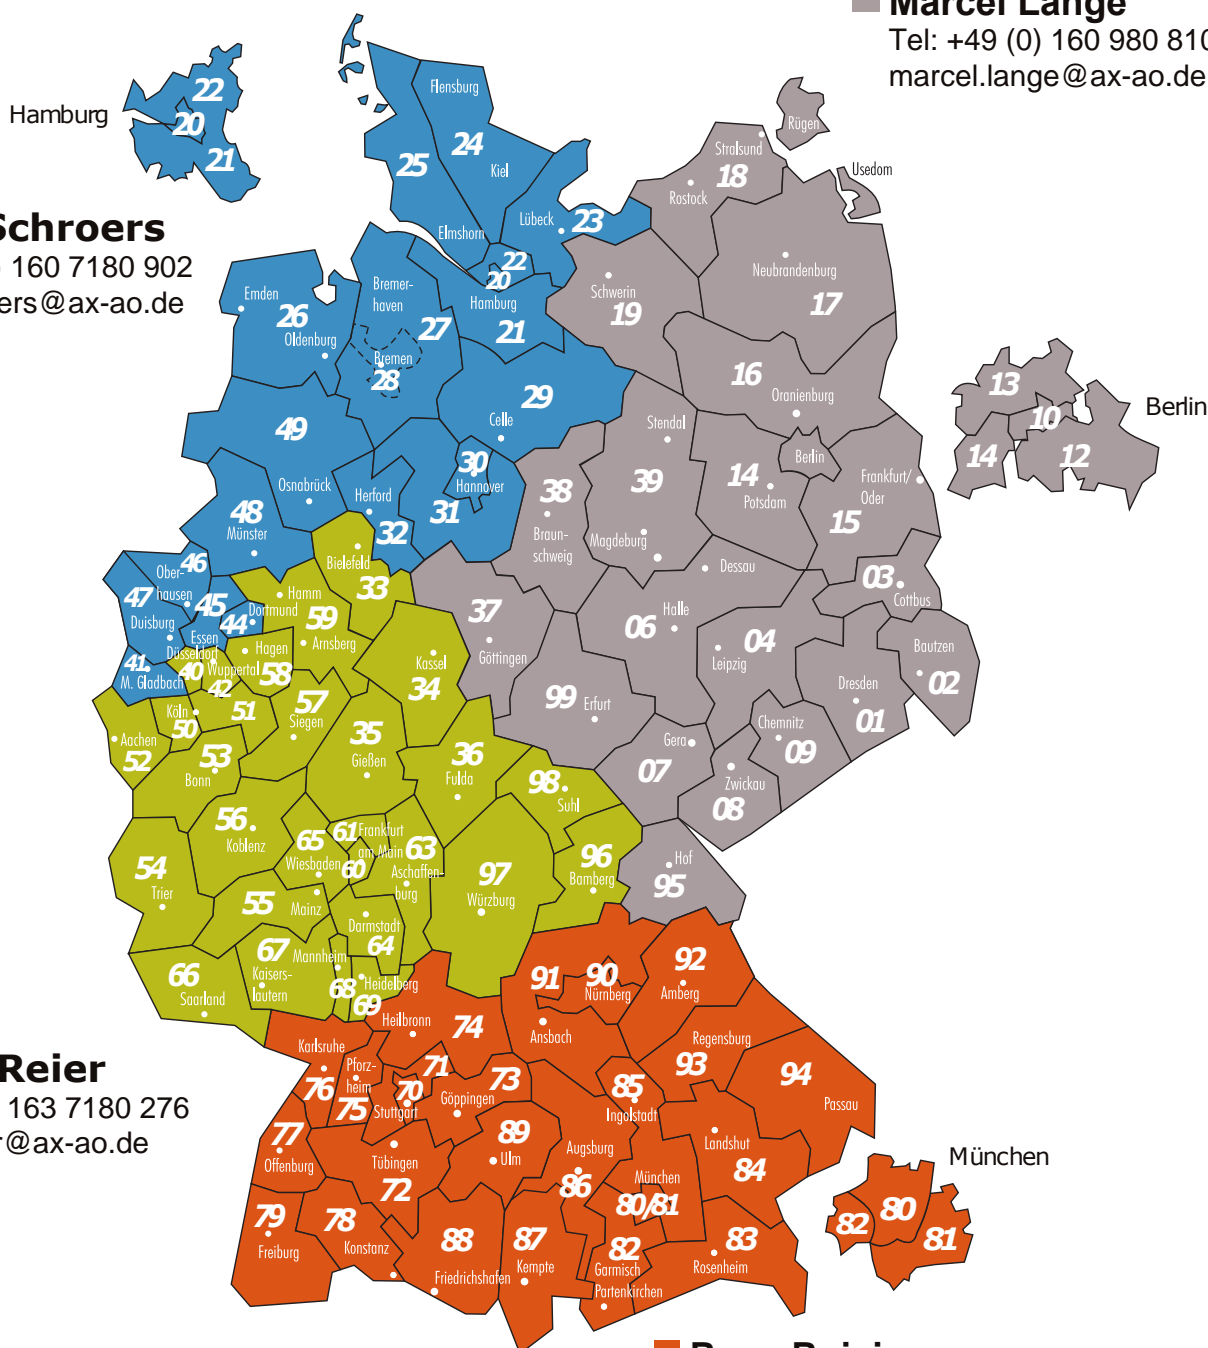 Marcel Lange
Tel: +49 (0) 160 980 810
marcel.lange@ax-ao.de
Hamburg
22
20
21
Flensburg
24
25
Kiel
Elmshorn
Lübeck
23
22
20
Hamburg
21
Rügen
Stralsund
18
Rostock
Usedom
Schroers
160 7180 902
ers@ax-ao.de
Neubrandenburg
17
Schwerin
19
Emden
26
Oldenburg
Bremer-
haven
27
Bremen
28
29
Celle
16
Oranienburg
13
10
14
12
Berlin
49
Osnabrück
30
Hannover
31
Herford
32
Stendal
39
Magdeburg
38
Braun-
schweig
14
Potsdam
Berlin
Frankfurt/
Oder
15
48
Münster
46
Ober-
hausen
47
Duisburg
45
Essen
44
Dortmund
41
M. Gladbach
Bielefeld
33
Hamm
59
Arnsberg
Düsseldorf
40
Wuppertal
42
Hagen
58
37
Göttingen
Dessau
Halle
06
03
Cottbus
04
Leipzig
Bautzen
02
Dresden
01
Kassel
34
99
Erfurt
Köln
50
51
57
Siegen
Aachen
52
53
Bonn
35
Gießen
36
Fulda
98
Suhl
Gera
07
Chemnitz
09
Zwickau
08
56
Koblenz
65
Wiesbaden
61
Frankfurt
am Main
60
63
Aschaffen-
burg
54
Trier
55
Mainz
97
Würzburg
96
Bamberg
Hof
95
Darmstadt
64
67
Kaisers-
lautern
Mannheim
68
Heidelberg
69
66
Saarland
91
Ansbach
90
Nürnberg
92
Amberg
Reier
163 7180 276
r@ax-ao.de
Heilbronn
74
Karlsruhe
76
Pforz-
heim
75
71
70
Stuttgart
73
Göppingen
Regensburg
93
94
Passau
85
Ingolstadt
77
Offenburg
Tübingen
72
89
Ulm
Augsburg
86
Landshut
84
München
80/81
München
80
82
81
79
Freiburg
78
Konstanz
88
Friedrichshafen
87
Kempte
82
Garmisch
Partenkirchen
83
Rosenheim